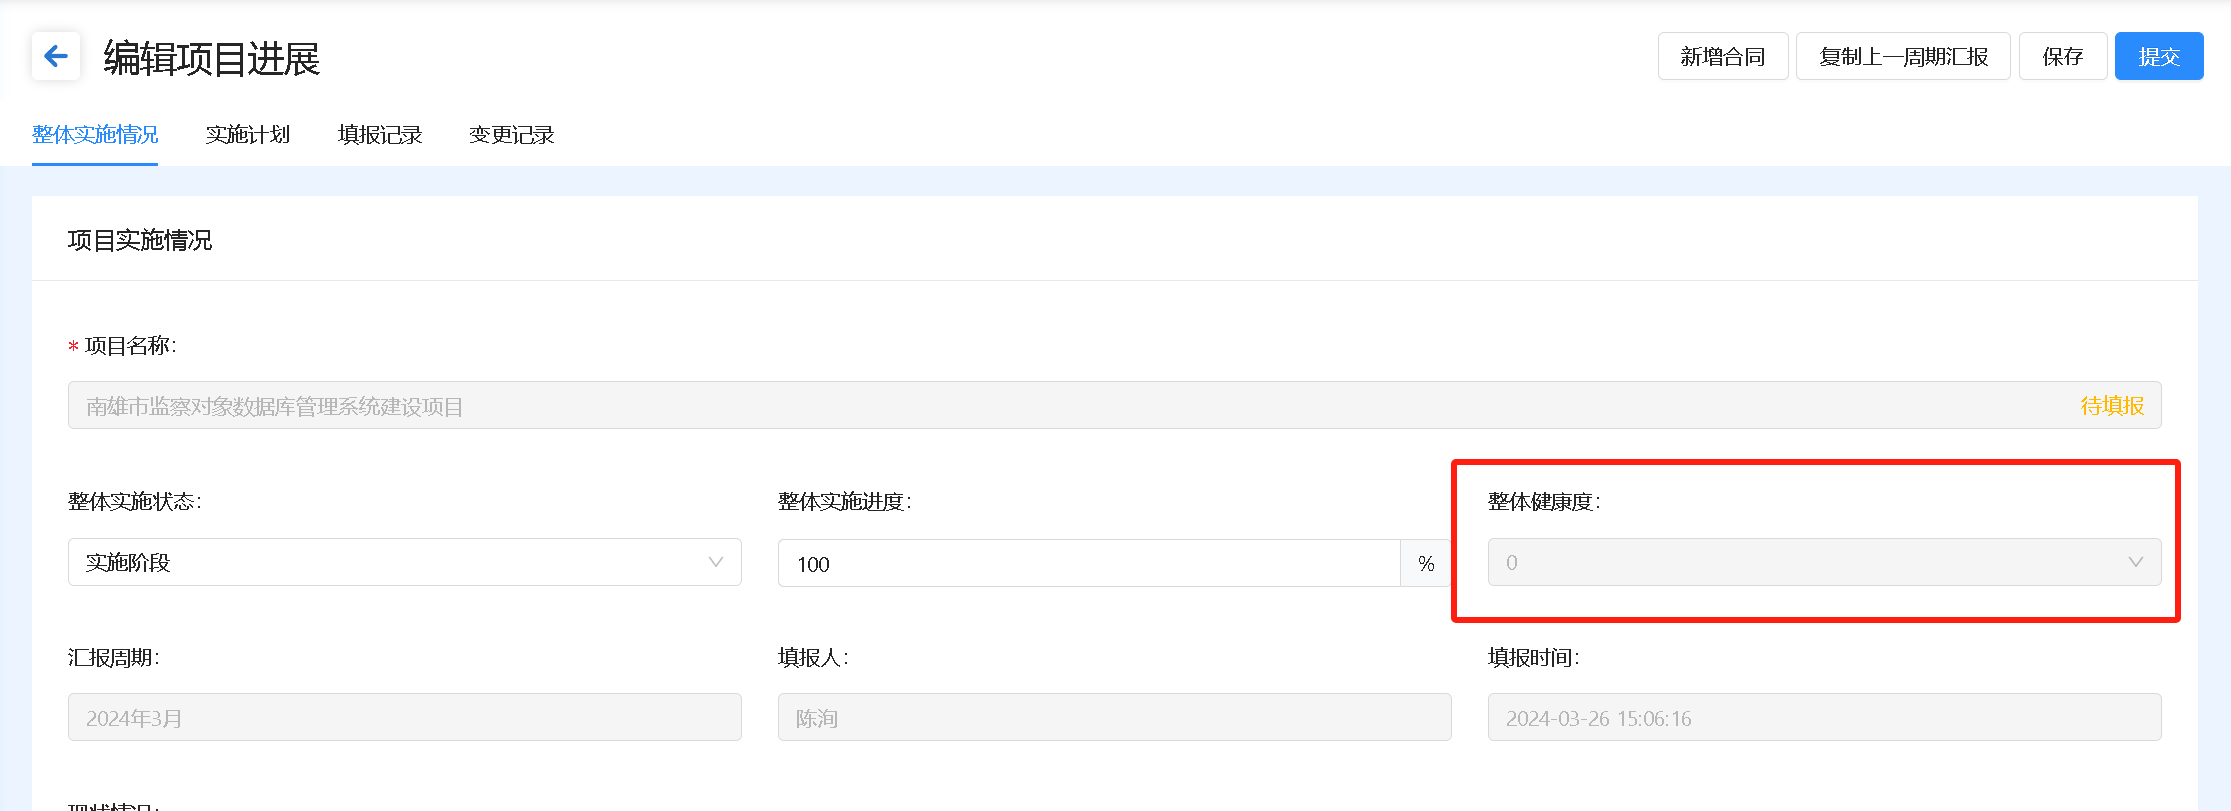 编辑项目进展
新增合同
复制上一周期汇报
保存
提交
整体实施情况
实施计划
填报记录
变更记录
项目实施情况
* 项目名称:
南雄市监察对象数据库管理系统建设项目
待填报
整体实施状态:
整体实施进度:
整体健康度:
实施阶段
100
%
0
汇报周期:
填报人:
填报时间:
2024年3月
陈洵
2024-03-26 15:06:16
现状情况: